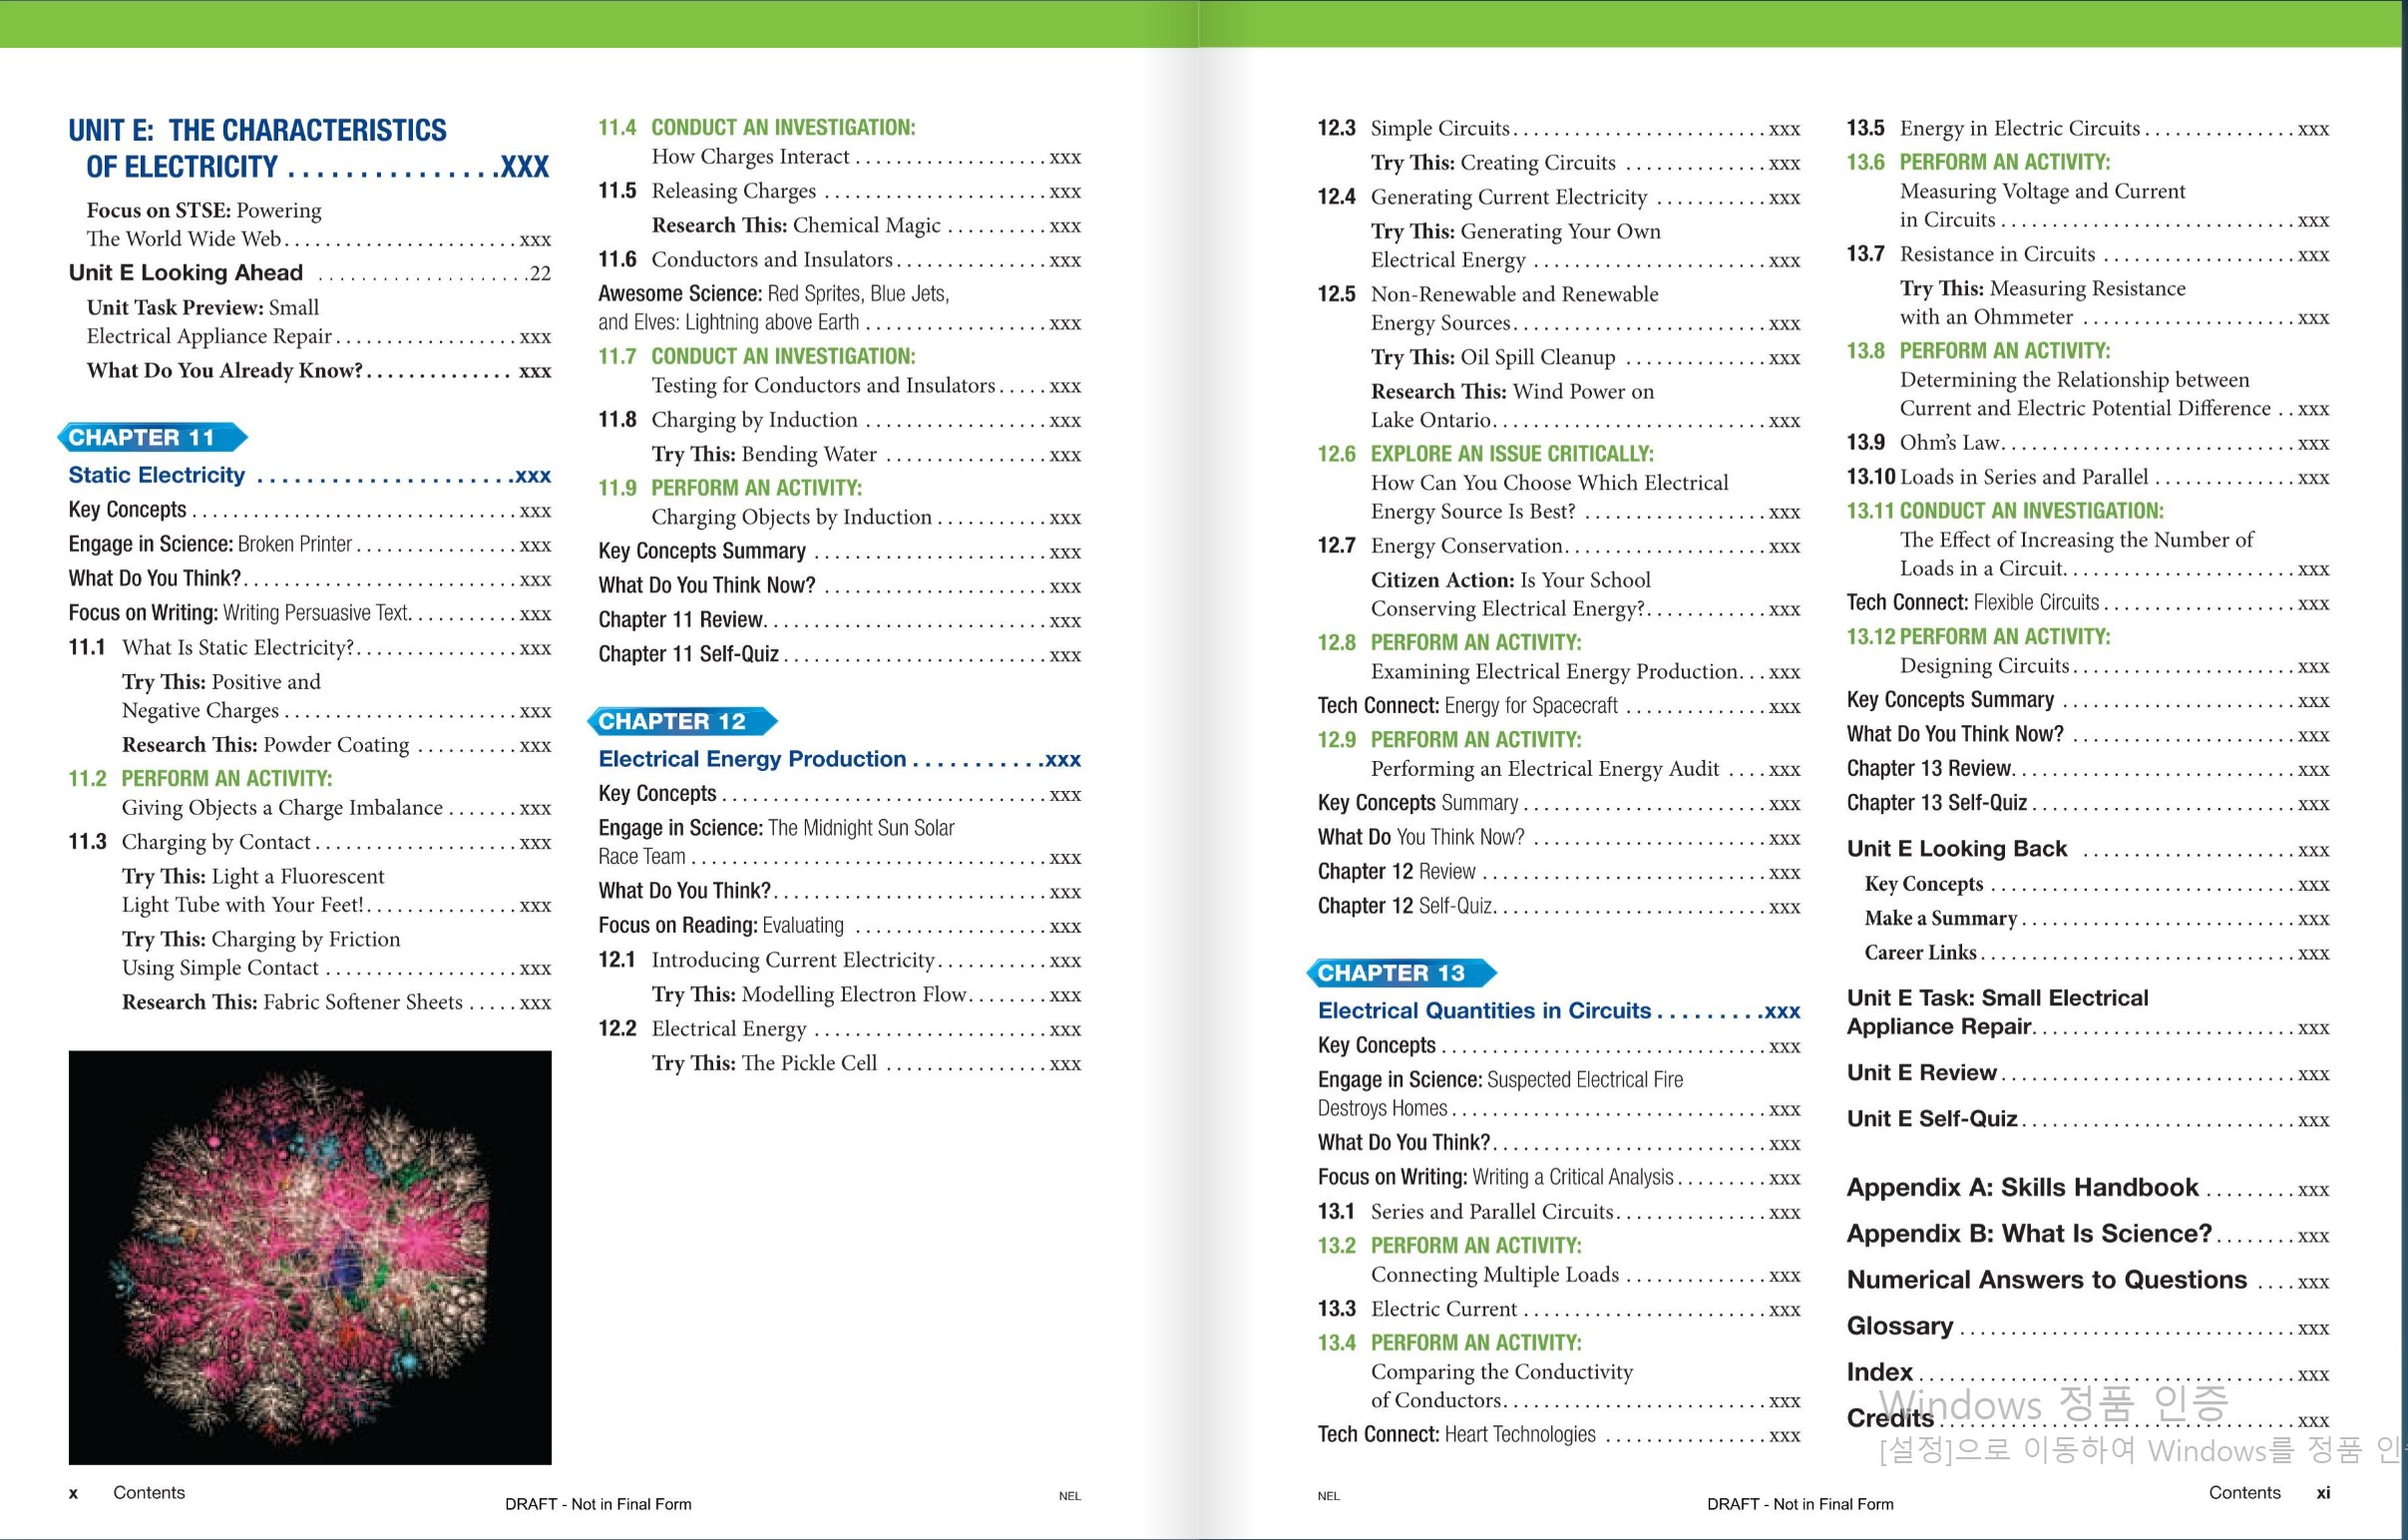 UNIT E: THE CHARACTERISTICS
OF ELECTRICITY ...............XXX
Focus on STSE: Powering
The World Wide Web.......................xxx
Unit E Looking Ahead .....................22
Unit Task Preview: Small
Electrical Appliance Repair..................xxx
What Do You Already Know?.............. xxx
CHAPTER 11
Static Electricity .....................xxx
Key Concepts................................xxx
Engage in Science: Broken Printer................xxx
What Do You Think?...........................xxx
Focus on Writing: Writing Persuasive Text...........xxx
11.1 What Is Static Electricity?................xxx
Try This: Positive and
Negative Charges.......................xxx
Research This: Powder Coating ..........xxx
11.2 PERFORM AN ACTIVITY:
Giving Objects a Charge Imbalance.......xxx
11.3 Charging by Contact....................xxx
Try This: Light a Fluorescent
Light Tube with Your Feet!...............xxx
Try This: Charging by Friction
Using Simple Contact ...................xxx
Research This: Fabric Softener Sheets .....xxx
11.4 CONDUCT AN INVESTIGATION:
How Charges Interact...................xxx
11.5 Releasing Charges ......................xxx
Research This: Chemical Magic..........xxx
11.6 Conductors and Insulators...............xxx
Awesome Science: Red Sprites, Blue Jets,
and Elves: Lightning above Earth..................xxx
11.7 CONDUCT AN INVESTIGATION:
Testing for Conductors and Insulators.....xxx
11.8 Charging by Induction ..................xxx
Try This: Bending Water ................xxx
11.9 PERFORM AN ACTIVITY:
Charging Objects by Induction...........xxx
Key Concepts Summary .......................xxx
What Do You Think Now? ......................xxx
Chapter 11 Review............................xxx
Chapter 11 Self-Quiz..........................xxx
CHAPTER 12
Electrical Energy Production...........xxx
Key Concepts................................xxx
Engage in Science: The Midnight Sun Solar
Race Team...................................xxx
What Do You Think?...........................xxx
Focus on Reading: Evaluating ...................xxx
12.1 Introducing Current Electricity...........xxx
Try This: Modelling Electron Flow........xxx
12.2 Electrical Energy .......................xxx
Try This: The Pickle Cell ................xxx
x Contents
DRAFT - Not in Final Form
NEL
12.3 Simple Circuits.........................xxx
Try This: Creating Circuits ..............xxx
12.4 Generating Current Electricity ...........xxx
Try This: Generating Your Own
Electrical Energy .......................xxx
12.5 Non-Renewable and Renewable
Energy Sources.........................xxx
Try This: Oil Spill Cleanup ..............xxx
Research This: Wind Power on
Lake Ontario...........................xxx
12.6 EXPLORE AN ISSUE CRITICALLY:
How Can You Choose Which Electrical
Energy Source Is Best? ..................xxx
12.7 Energy Conservation....................xxx
Citizen Action: Is Your School
Conserving Electrical Energy?............xxx
12.8 PERFORM AN ACTIVITY:
Examining Electrical Energy Production...xxx
Tech Connect: Energy for Spacecraft ..............xxx
12.9 PERFORM AN ACTIVITY:
Performing an Electrical Energy Audit ....xxx
Key Concepts Summary........................xxx
What Do You Think Now? .......................xxx
Chapter 12 Review ............................xxx
Chapter 12 Self-Quiz...........................xxx
CHAPTER 13
Electrical Quantities in Circuits.........xxx
Key Concepts................................xxx
Engage in Science: Suspected Electrical Fire
Destroys Homes...............................xxx
What Do You Think?...........................xxx
Focus on Writing: Writing a Critical Analysis.........xxx
13.1 Series and Parallel Circuits...............xxx
13.2 PERFORM AN ACTIVITY:
Connecting Multiple Loads ..............xxx
13.3 Electric Current........................xxx
13.4 PERFORM AN ACTIVITY:
Comparing the Conductivity
of Conductors..........................xxx
Tech Connect: Heart Technologies ................xxx
13.5 Energy in Electric Circuits...............xxx
13.6 PERFORM AN ACTIVITY:
Measuring Voltage and Current
in Circuits.............................xxx
13.7 Resistance in Circuits ...................xxx
Try This: Measuring Resistance
with an Ohmmeter .....................xxx
13.8 PERFORM AN ACTIVITY:
Determining the Relationship between
Current and Electric Potential Difference ..xxx
13.9 Ohm's Law.............................xxx
13.10 Loads in Series and Parallel..............xxx
13.11 CONDUCT AN INVESTIGATION:
The Effect of Increasing the Number of
Loads in a Circuit.......................xxx
Tech Connect: Flexible Circuits...................xxx
13.12 PERFORM AN ACTIVITY:
Designing Circuits......................xxx
Key Concepts Summary .......................xxx
What Do You Think Now? ......................xxx
Chapter 13 Review............................xxx
Chapter 13 Self-Quiz..........................xxx
Unit E Looking Back .....................xxx
Key Concepts..............................xxx
Make a Summary...........................xxx
Career Links...............................xxx
Unit E Task: Small Electrical
Appliance Repair..........................xxx
Unit E Review.............................xxx
Unit E Self-Quiz...........................xxx
Appendix A: Skills Handbook.........xxx
Appendix B: What Is Science?........xxx
Numerical Answers to Questions ....xxx
Glossary.................................xxx
Index.....................................xxx
Credits...................................xxx
Windows 정품 인증
[설정]으로 이동하여 Windows를 정품
NEL
DRAFT - Not in Final Form
Contents xi